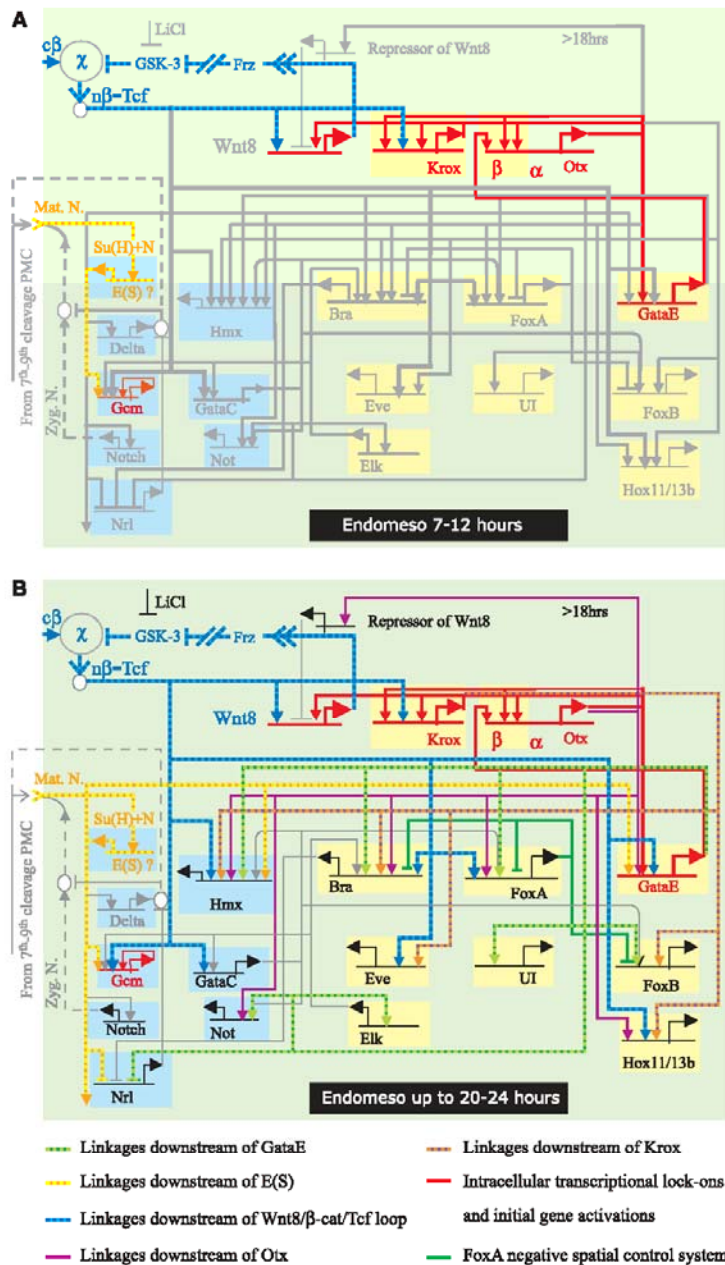 A
LiCl
Repressor of Wnt8
>18hrs
cβ
χ
GSK-3
Frz
nβ-Tcf
Wnt8
Krox
β
α
Otx
Mat. N.
Su(H)+N
E(S) ?
Hmx
Bra
FoxA
GataE
Delta
From 7th-9th cleavage PMC
Zyg. N.
Gcm
GataC
Eve
UI
FoxB
Notch
Not
Elk
Hox11/13b
Nrl
Endomeso 7-12 hours
B
LiCl
Repressor of Wnt8
>18hrs
cβ
χ
GSK-3
Frz
nβ-Tcf
Wnt8
Krox
β
α
Otx
Mat. N.
Su(H)+N
E(S) ?
Hmx
Bra
FoxA
GataE
Delta
From 7th-9th cleavage PMC
Zyg. N.
Gcm
GataC
Eve
UI
FoxB
Notch
Not
Elk
Hox11/13b
Nrl
Endomeso up to 20-24 hours
Linkages downstream of GataE
Linkages downstream of E(S)
Linkages downstream of Wnt8/β-cat/Tcf loop
Linkages downstream of Otx
Linkages downstream of Krox
Intracellular transcriptional lock-ons
and initial gene activations
FoxA negative spatial control system